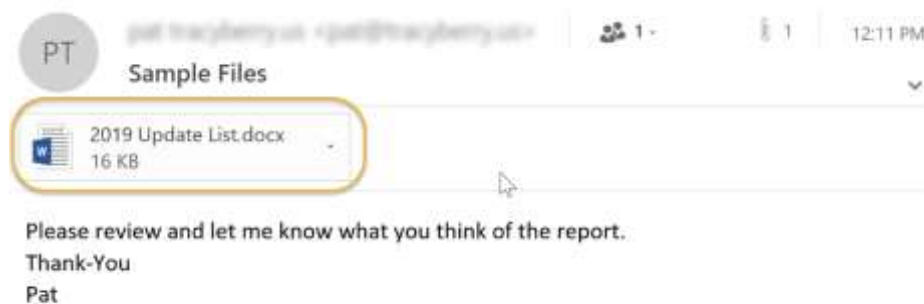 PT
1
1
12:11 PM
Sample Files
2019 Update List.docx
16 KB
Please review and let me know what you think of the report.
Thank-You
Pat